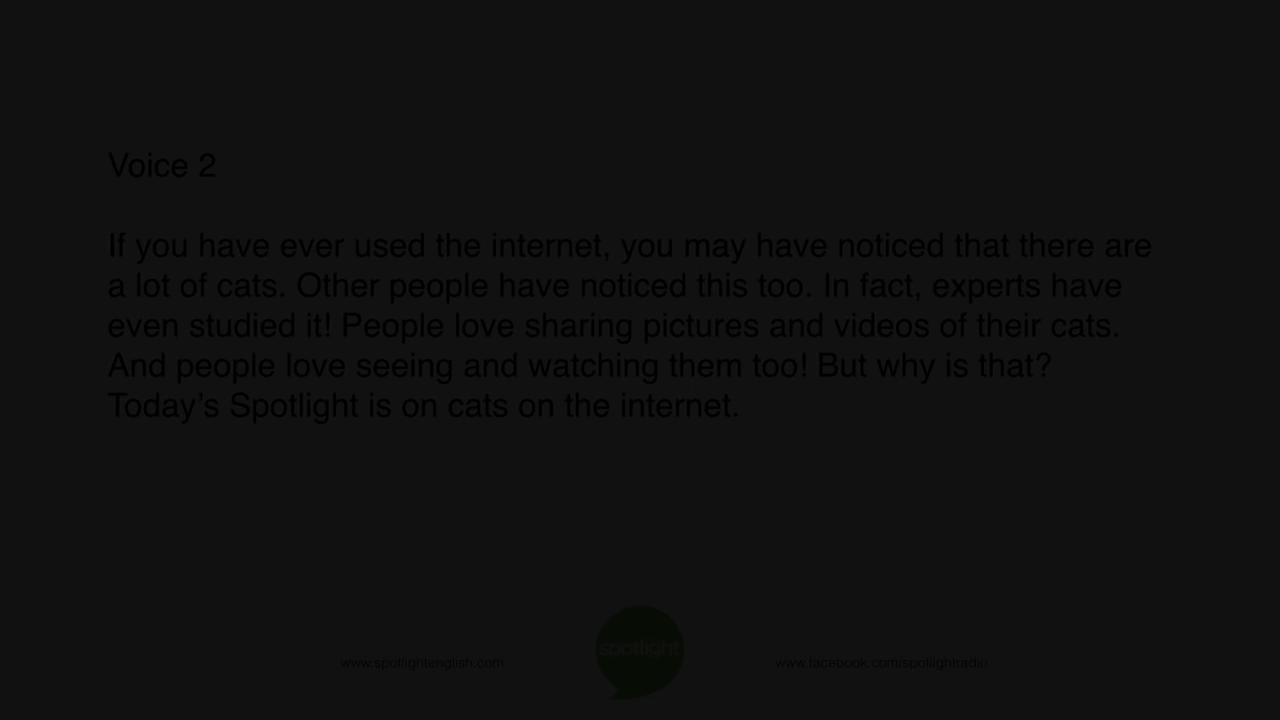 Voice 2
If you have ever used the internet, you may have noticed that there are
a lot of cats. Other people have noticed this too. In fact, experts have
even studied it! People love sharing pictures and videos of their cats.
And people love seeing and watching them too! But why is that?
Today’s Spotlight is on cats on the internet.
spotlight
www.spotlightenglish.com
www.facebook.com/spotlightradio